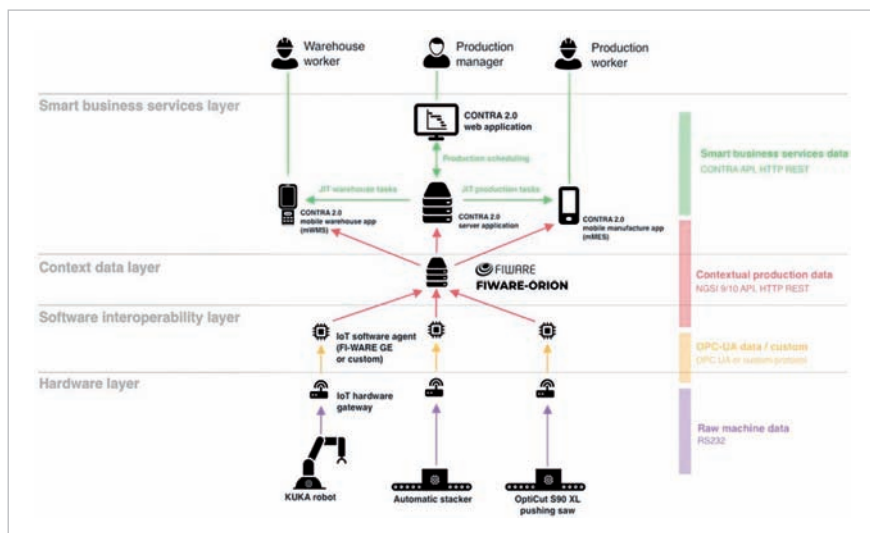 Warehouse
worker
Production
manager
Production
worker
Smart business services layer
CONTRA 2.0
web application
Production scheduling
Smart business services data
CONTRA API, HTTP REST
JIT warehouse tasks
JIT production tasks
CONTRA 2.0
mobile warehouse app
(mWMS)
CONTRA 2.0
server application
CONTRA 2.0
mobile manufacture app
(mMES)
Context data layer
FIWARE
FIWARE-ORION
Contextual production data
NGSI 9/10 API, HTTP REST
Software interoperability layer
IoT software agent
(FI-WARE GE
or custom)
OPC-UA data / custom
OPC UA or custom protocol
Hardware layer
IoT hardware
gateway
Raw machine data
RS232
KUKA robot
Automatic stacker
OptiCut S90 XL
pushing saw